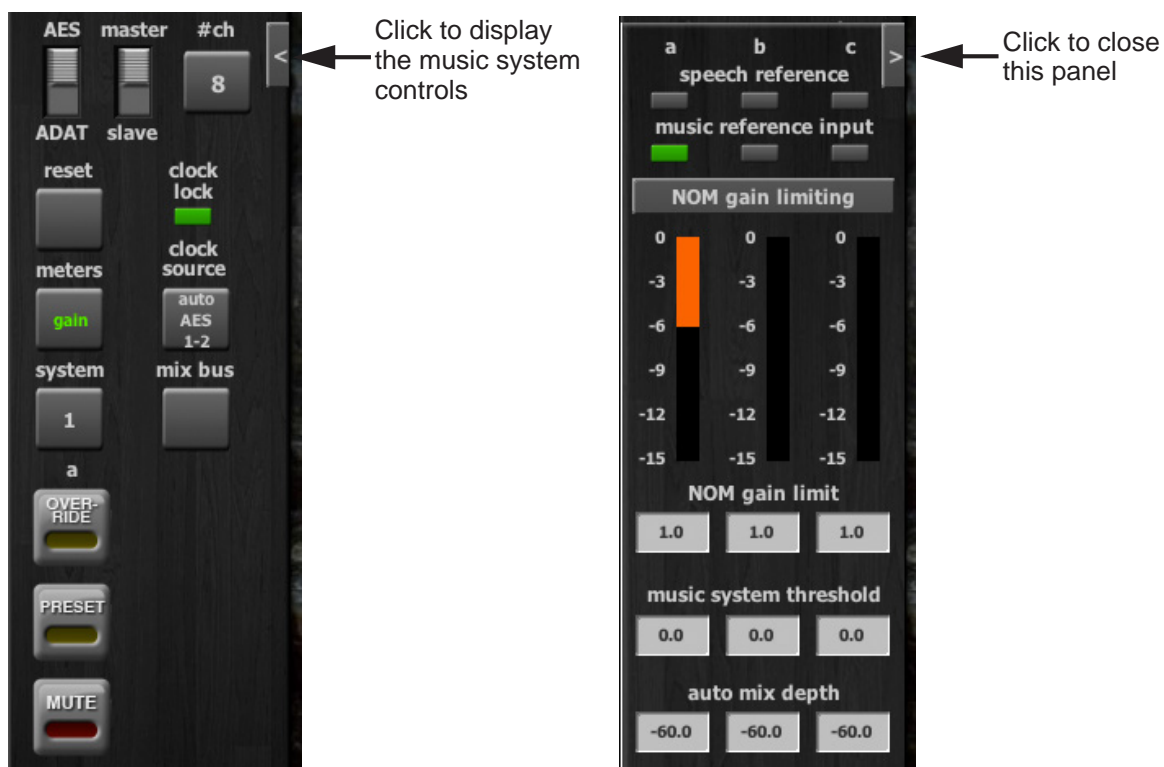 AES master #ch
8
<
ADAT slave
reset clock
lock
clock
meters source
gain auto
AES
1-2
system mix bus
1
a
OVER-
RIDE
PRESET
MUTE
Click to display
the music system
controls
a b c
>
speech reference
music reference input
NOM gain limiting
0 0 0
-3 -3 -3
-6 -6 -6
-9 -9 -9
-12 -12 -12
-15 -15 -15
NOM gain limit
1.0 1.0 1.0
music system threshold
0.0 0.0 0.0
auto mix depth
-60.0 -60.0 -60.0
Click to close
this panel